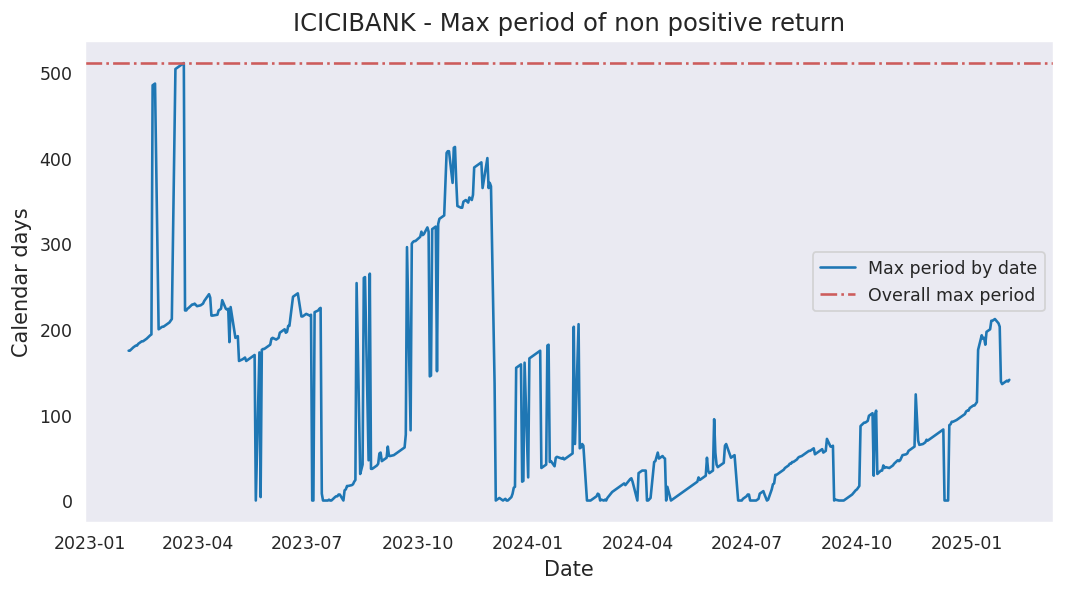 ICICIBANK - Max period of non positive return
Calendar days
500
400
300
200
100
0
Max period by date
Overall max period
2023-01 2023-04 2023-07 2023-10 2024-01 2024-04 2024-07 2024-10 2025-01
Date